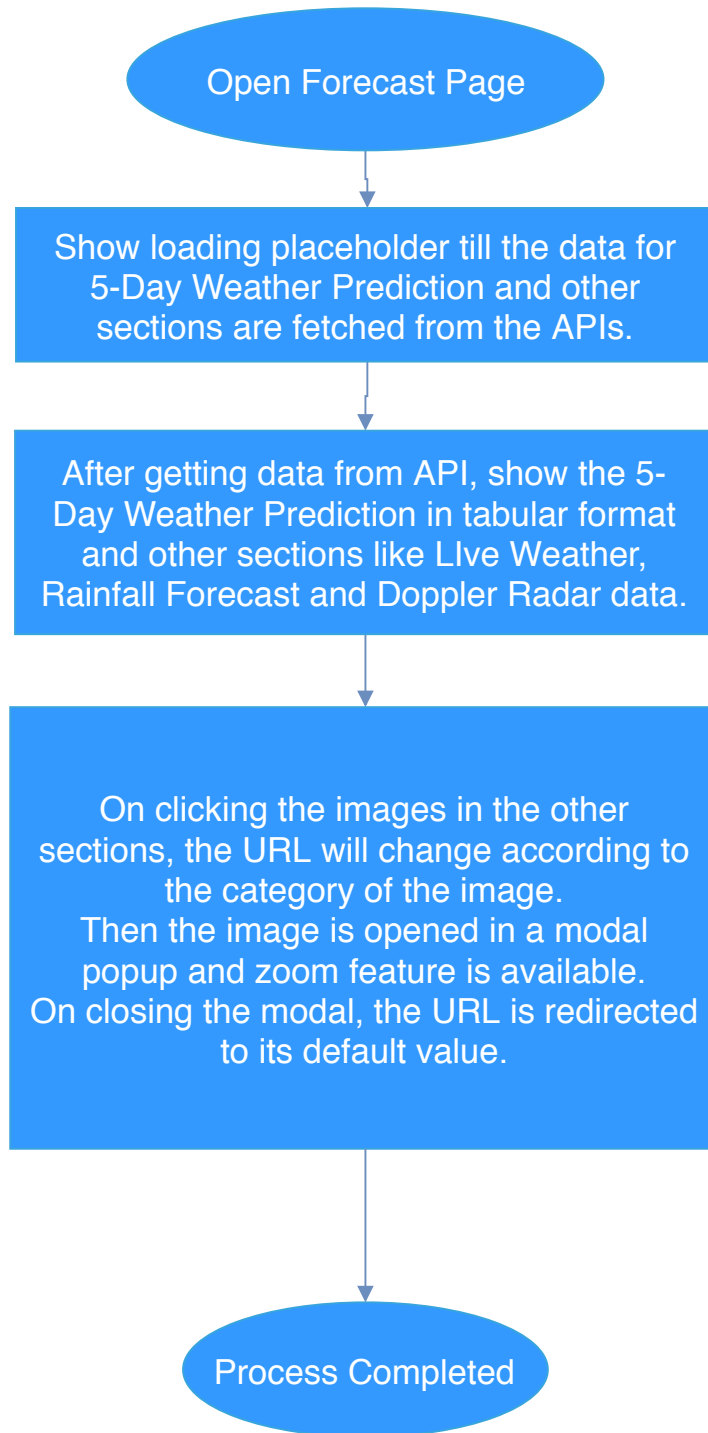 Open Forecast Page
Show loading placeholder till the data for
5-Day Weather Prediction and other
sections are fetched from the APIs.
After getting data from API, show the 5-
Day Weather Prediction in tabular format
and other sections like LIve Weather,
Rainfall Forecast and Doppler Radar data.
On clicking the images in the other
sections, the URL will change according to
the category of the image.
Then the image is opened in a modal
popup and zoom feature is available.
On closing the modal, the URL is redirected
to its default value.
Process Completed